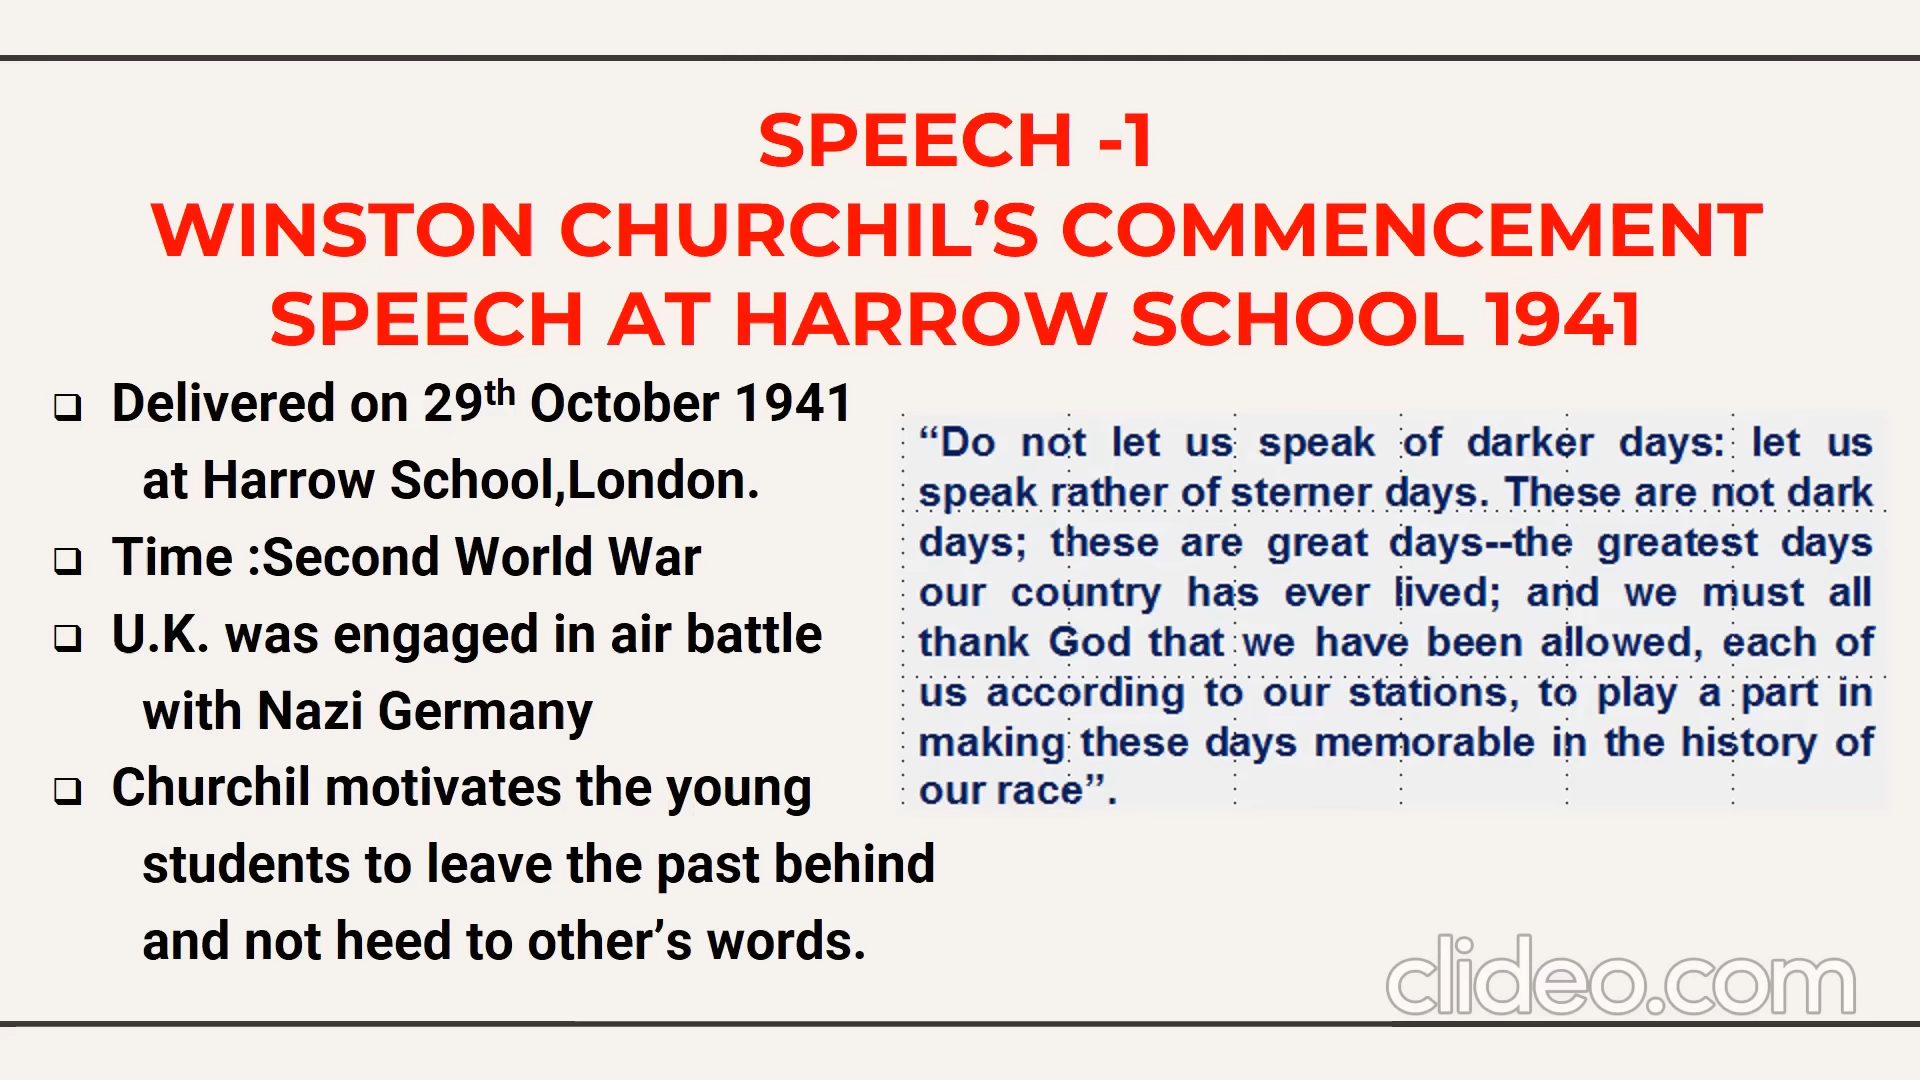 SPEECH -1
WINSTON CHURCHIL’S COMMENCEMENT
SPEECH AT HARROW SCHOOL 1941
❑ Delivered on 29th October 1941
at Harrow School,London.
❑ Time :Second World War
❑ U.K. was engaged in air battle
with Nazi Germany
❑ Churchil motivates the young
students to leave the past behind
and not heed to other’s words.
“Do not let us speak of darker days: let us
speak rather of sterner days. These are not dark
days; these are great days--the greatest days
our country has ever lived; and we must all
thank God that we have been allowed, each of
us according to our stations, to play a part in
making these days memorable in the history of
our race”.
clideo.com